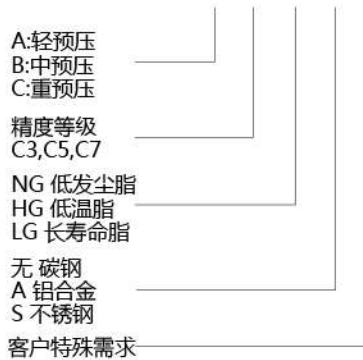 A:轻预压
B:中预压
C:重预压
精度等级
C3,C5,C7
NG 低发尘脂
HG 低温脂
LG 长寿命脂
无 碳钢
A 铝合金
S 不锈钢
客户特殊需求